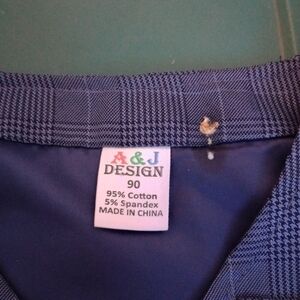 A&J
DESIGN
90
95% Cotton
5% Spandex
MADE IN CHINA